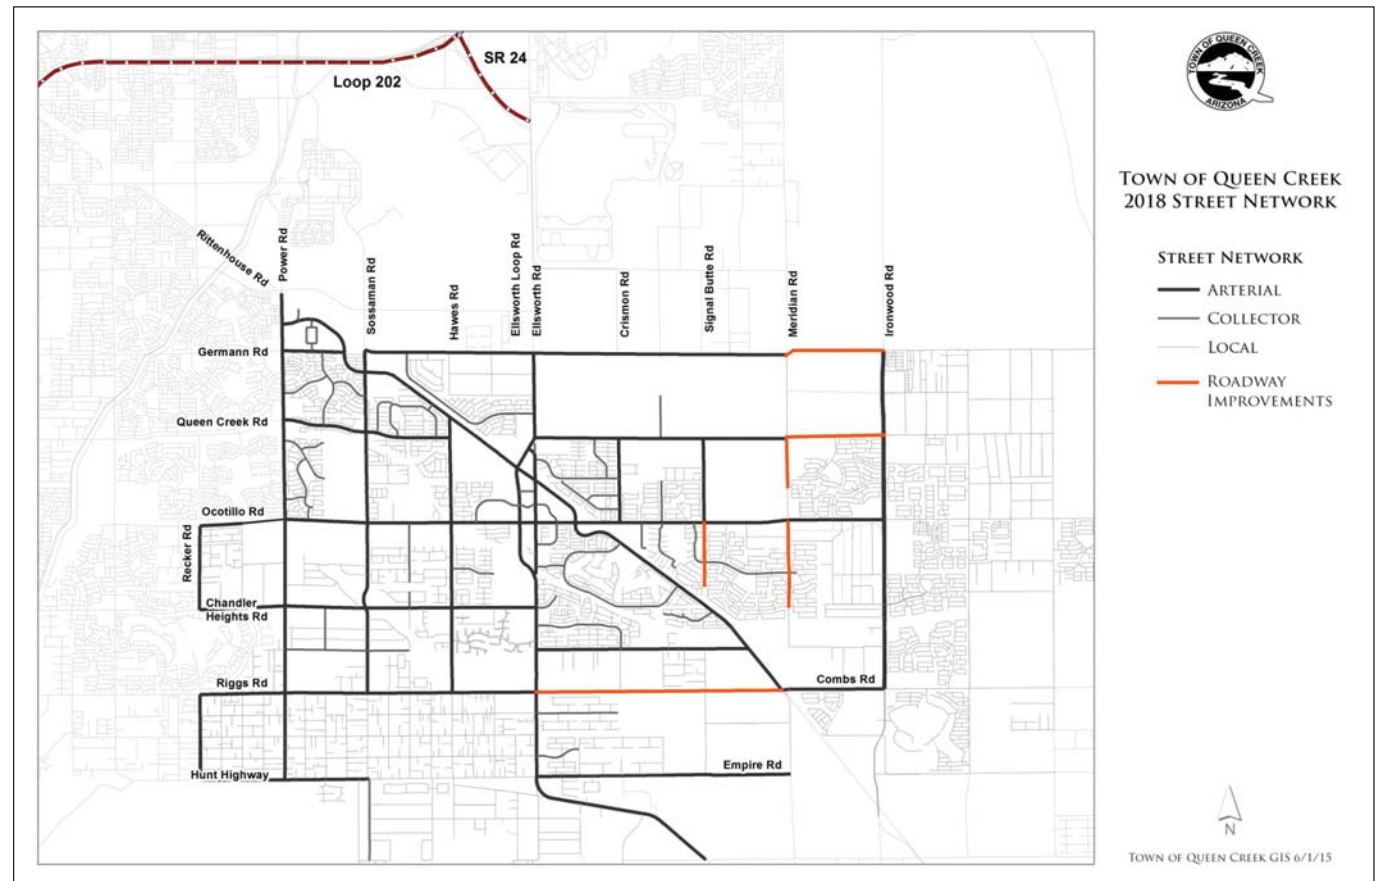 SR 24
Loop 202
TOWN OF QUEEN CREEK
ARIZONA
TOWN OF QUEEN CREEK
2018 STREET NETWORK
STREET NETWORK
ARTERIAL
COLLECTOR
LOCAL
ROADWAY
IMPROVEMENTS
Rittenhouse Rd
Power Rd
Sossaman Rd
Hawes Rd
Ellsworth Loop Rd
Ellsworth Rd
Crismon Rd
Signal Butte Rd
Meridian Rd
Ironwood Rd
Germann Rd
Queen Creek Rd
Ocotillo Rd
Recker Rd
Chandler
Heights Rd
Riggs Rd
Combs Rd
Hunt Highway
Empire Rd
N
TOWN OF QUEEN CREEK GIS 6/1/15